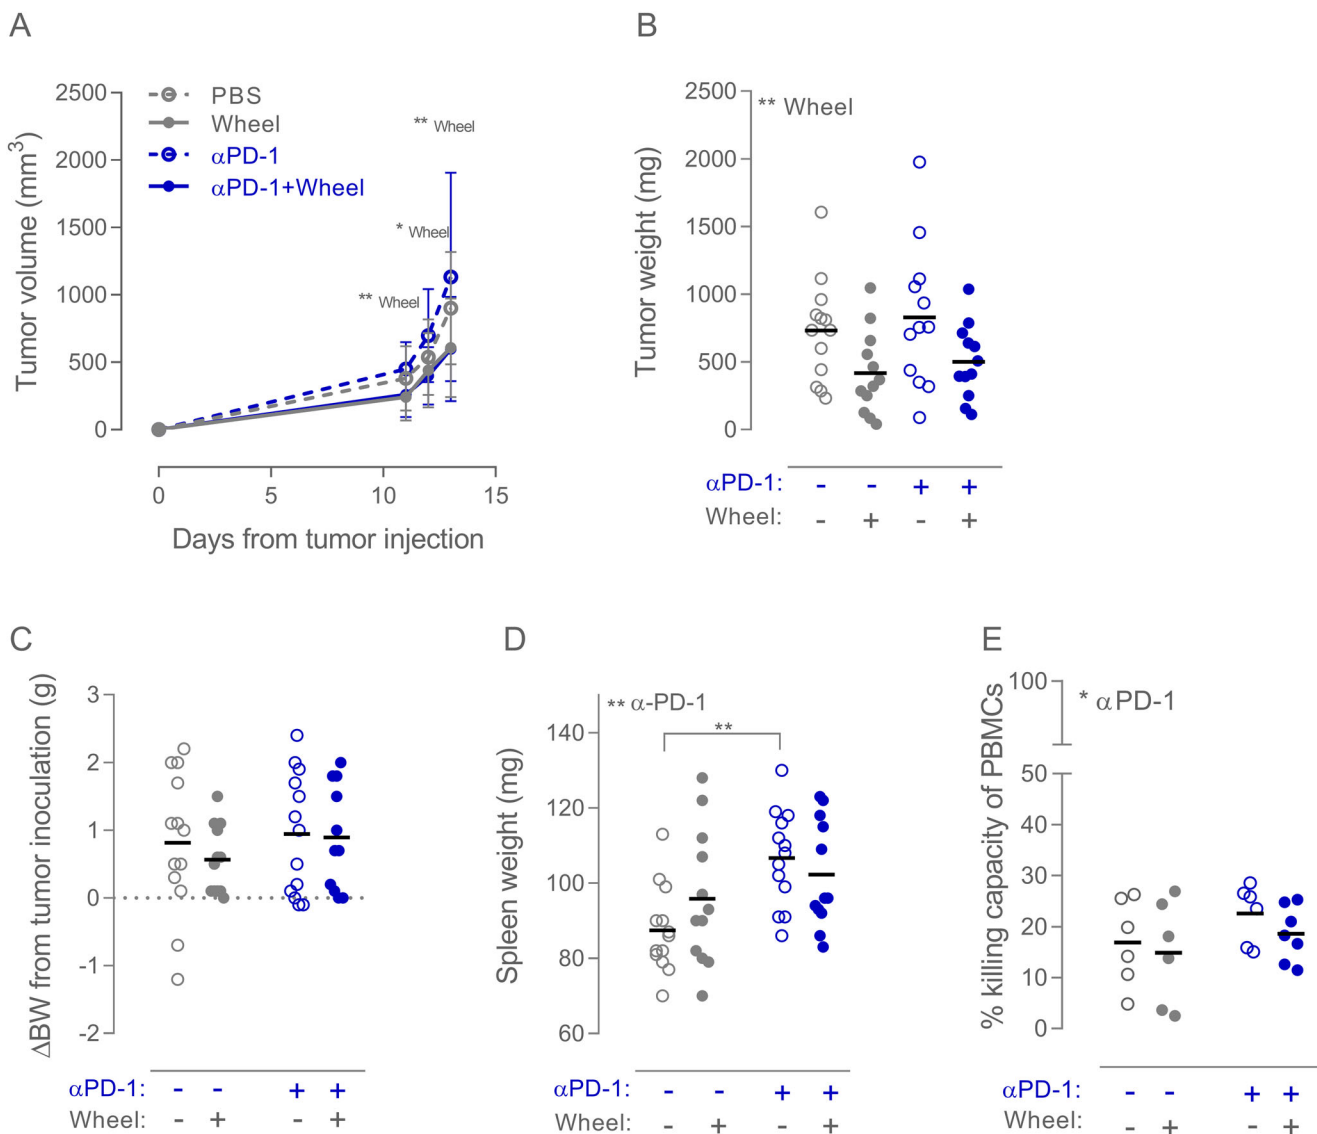 A
Tumor volume (mm³)
2500
2000
1500
1000
500
0
PBS
Wheel
αPD-1
αPD-1+Wheel
** Wheel
* Wheel
** Wheel
0 5 10 15
Days from tumor injection
B
Tumor weight (mg)
2500
2000
1500
1000
500
0
** Wheel
αPD-1: - - + +
Wheel: - + - +
C
ΔBW from tumor inoculation (g)
3
2
1
0
-1
-2
αPD-1: - - + +
Wheel: - + - +
D
Spleen weight (mg)
140
120
100
80
60
** α-PD-1
**
αPD-1: - - + +
Wheel: - + - +
E
% killing capacity of PBMCs
100
50
40
30
20
10
0
* αPD-1
αPD-1: - - + +
Wheel: - + - +